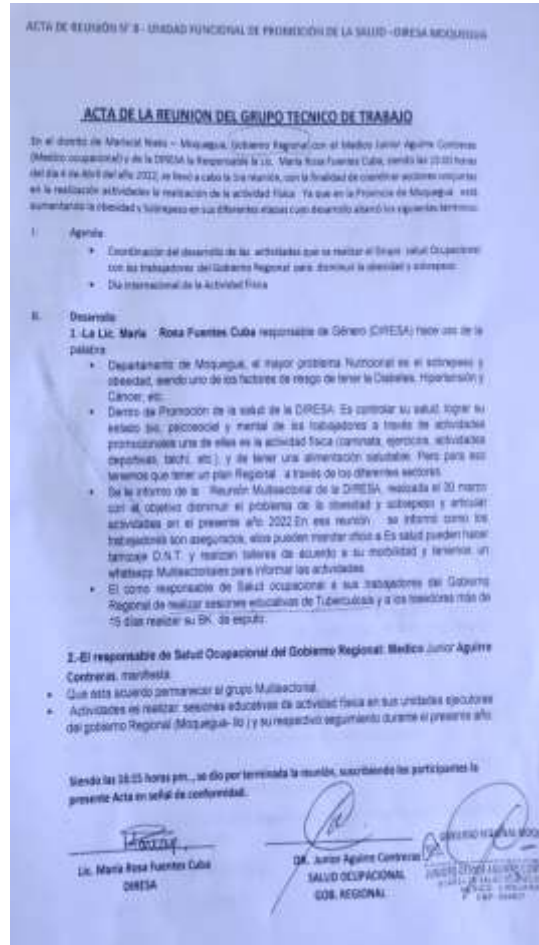 ACTA DE REUNIÓN N° 8 - UNIDAD FUNCIONAL DE PROMOCIÓN DE LA SALUD - DIRESA MOQUEGUA
ACTA DE LA REUNION DEL GRUPO TECNICO DE TRABAJO
En el distrito de Mariscal Nieto – Moquegua, Gobierno Regional con el Medico Junior Aguirre Contreras
(Medico ocupacional) y de la DIRESA la Responsable la Lic. María Rosa Fuentes Cuba, siendo las 15:00 horas
del día 4 de Abril del año 2022, se llevó a cabo la reunión, con la finalidad de coordinar acciones conjuntas
en la realización actividades la realización de la actividad física. Ya que en la Provincia de Moquegua está
aumentando la obesidad y Sobrepeso en sus diferentes etapas cuyo desarrollo alterno los siguientes términos:
I. Agenda:
• Coordinación del desarrollo de las actividades que se realizar el Grupo salud Ocupacional
con los trabajadores del Gobierno Regional para disminuir la obesidad y sobrepeso.
• Día internacional de la Actividad Física
II. Desarrollo
1.-La Lic. María Rosa Fuentes Cuba responsable de Género (DIRESA) hace uso de la
palabra:
• Departamento de Moquegua, el mayor problema Nutricional es el sobrepeso y
obesidad, siendo uno de los factores de riesgo de tener la Diabetes, Hipertensión y
Cáncer, etc.
• Dentro de Promoción de la salud de la DIRESA. Es controlar su salud, lograr su
estado bio, psicosocial y mental de los trabajadores a través de actividades
promocionales una de ellas es la actividad física (caminata, ejercicios, actividades
deportivas, taichí, etc.), y de tener una alimentación saludable. Pero para eso
tenemos que tener un plan Regional a través de los diferentes sectores.
• Se le informo de la Reunión Multisectorial de la DIRESA, realizada el 30 marzo
con el objetivo disminuir el problema de la obesidad y sobrepeso y articular
actividades en el presente año 2022.En esa reunión se informó como los
trabajadores son asegurados, ellos pueden mandar oficio a Es salud pueden hacer
tamizaje D.N.T. y realizan talleres de acuerdo a su morbilidad y tenemos un
whatsapp Multisectoriales para informar las actividades.
• El como responsable de Salud ocupacional a sus trabajadores del Gobierno
Regional de realizar sesiones educativas de Tuberculosis y a los tosedores más de
15 días realizar su BK de esputo.
2.-El responsable de Salud Ocupacional del Gobierno Regional: Medico Junior Aguirre
Contreras, manifiesta:
• Que está acuerdo permanecer al grupo Multisectorial.
• Actividades es realizar sesiones educativas de actividad física en sus unidades ejecutores
del gobierno Regional (Moquegua- Ilo ) y su respectivo seguimiento durante el presente año.
Siendo las 16:15 horas pm., se dio por terminada la reunión, suscribiendo los participantes la
presente Acta en señal de conformidad.
Lic. María Rosa Fuentes Cuba
DIRESA
DR. Junior Aguirre Contreras
SALUD OCUPACIONAL
GOB. REGIONAL
GOBIERNO REGIONAL MOQ